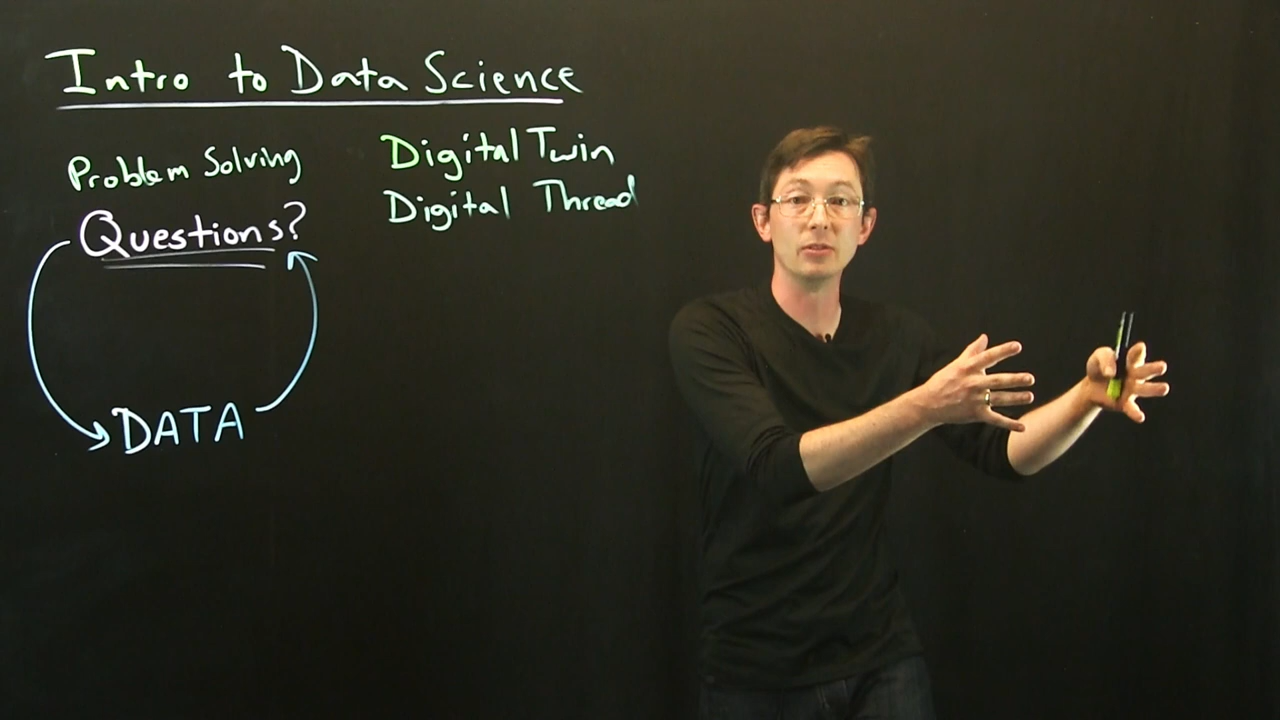 Intro to Data Science
Problem Solving
Questions?
DATA
Digital Twin
Digital Thread